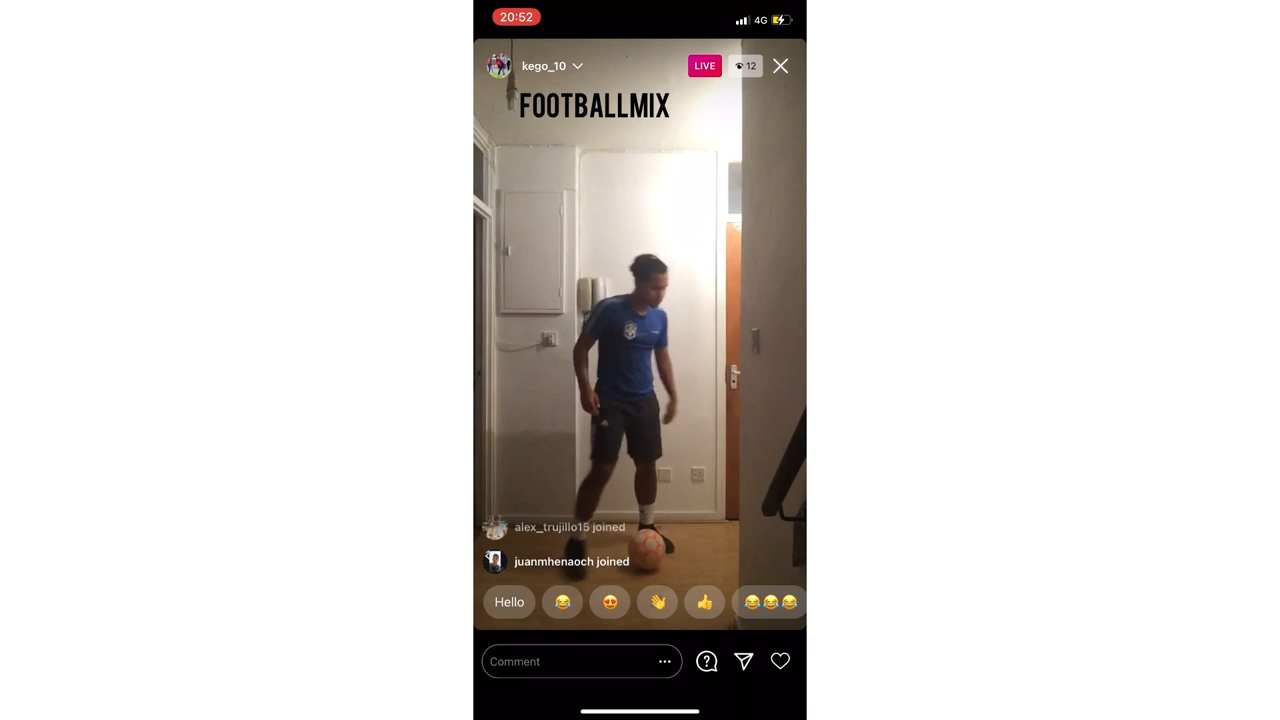 20:52
4G
kego_10
LIVE
12
FOOTBALLMIX
alex_trujillo15 joined
juanmhenaoch joined
Hello
Comment